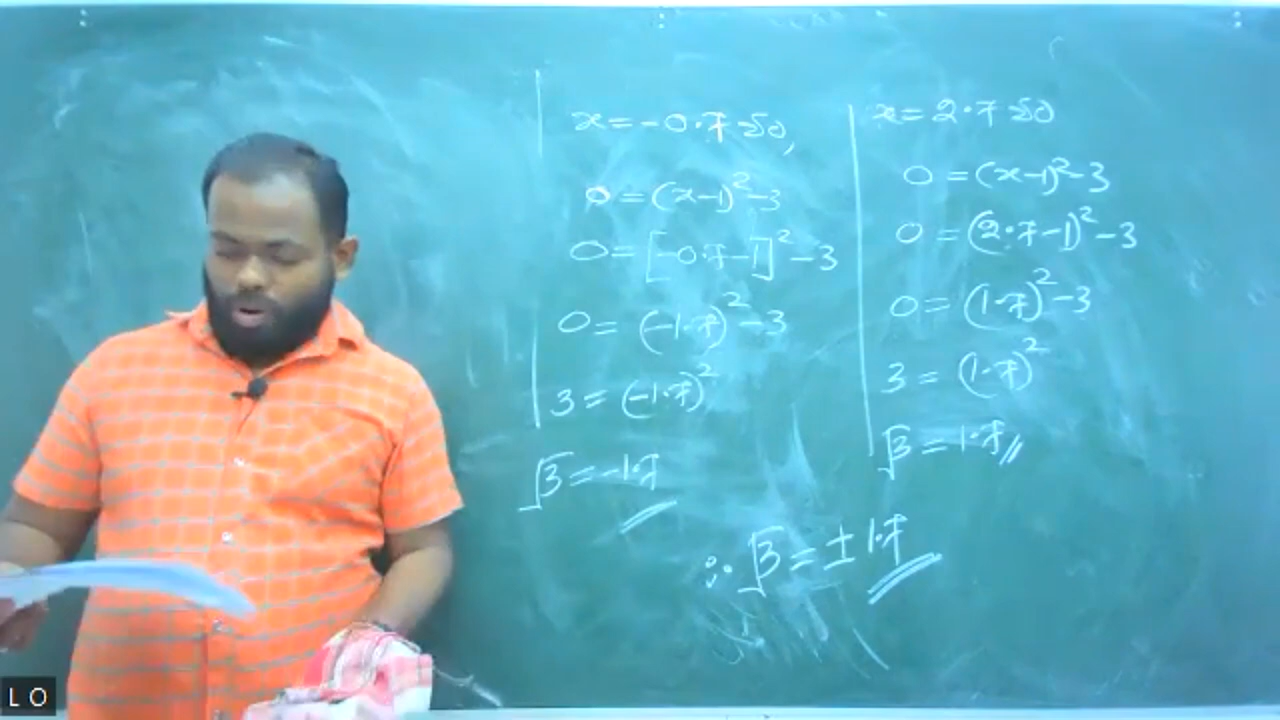 x = -0.7
0 = (x-1)² - 3
0 = [-0.7-1]² - 3
0 = (-1.7)² - 3
3 = (-1.7)²
√3 = -1.7
x = 2.7
0 = (x-1)² - 3
0 = (2.7-1)² - 3
0 = (1.7)² - 3
3 = (1.7)²
√3 = 1.7
∴ √3 = ± 1.7
L O